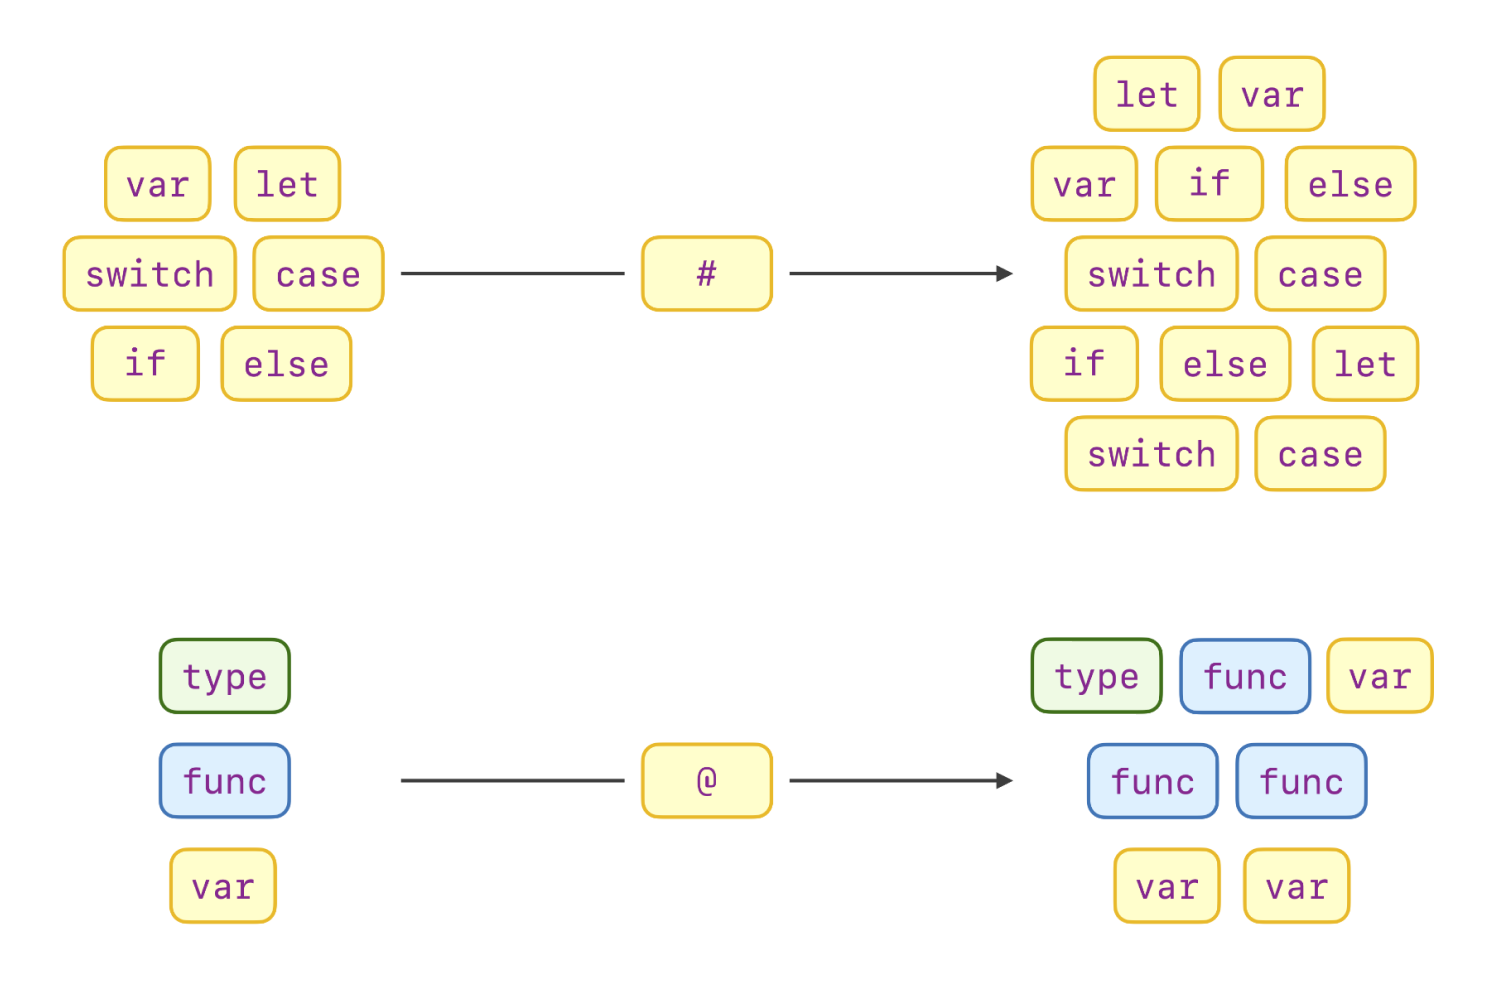 let var
var let
var if else
switch case
#
switch case
if else
if else let
switch case
type
type func var
func
@
func func
var
var var